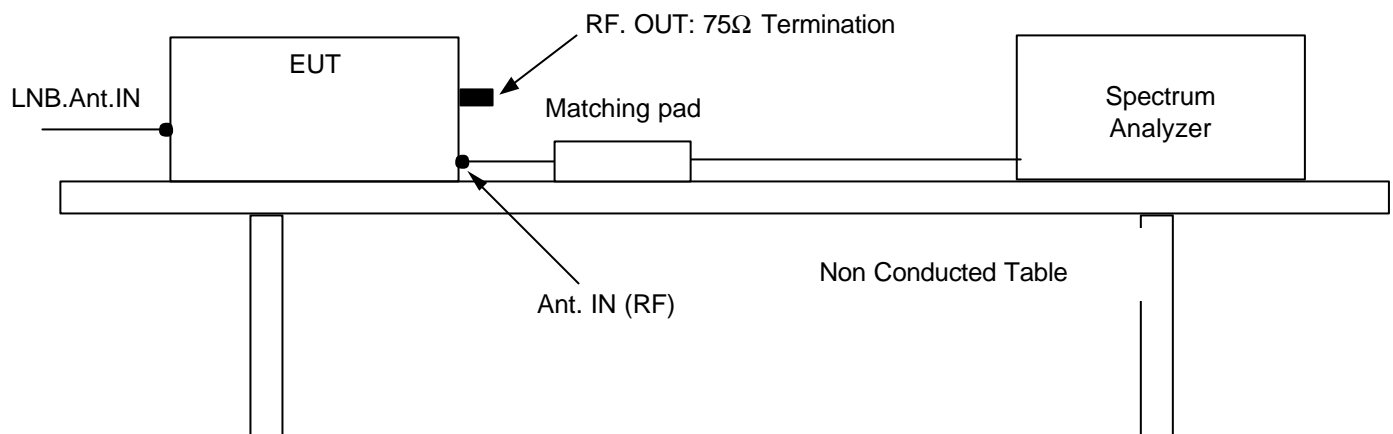 RF. OUT: 75Ω Termination
EUT
LNB.Ant.IN
Matching pad
Spectrum
Analyzer
Non Conducted Table
Ant. IN (RF)